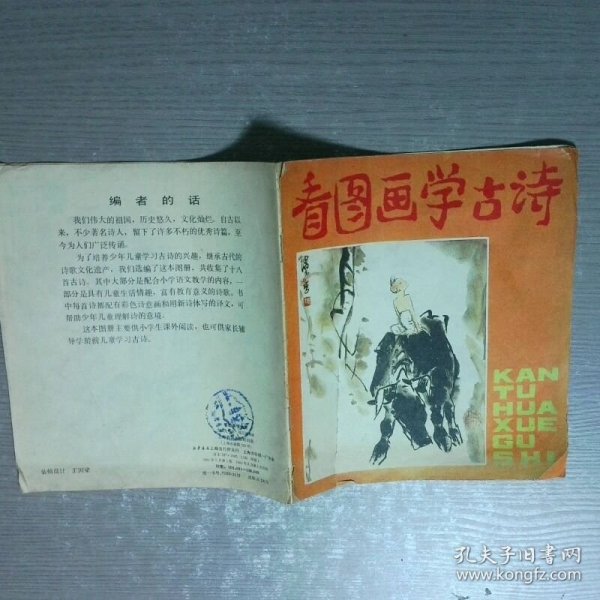 编者的话
我们伟大的祖国，历史悠久，文化灿烂。自古以
来，不少著名诗人，留下了许多不朽的优秀诗篇，至
今为人们广泛传诵。
为了培养少年儿童学习古诗的兴趣，继承古代的
诗歌文化遗产，我们选编了这本图册，共收集了十八
首古诗。其中大部分是配合小学语文教学的内容，一
部分是具有儿童生活情趣，富有教育意义的诗歌。书
中每首诗都配有彩色诗意画和用新诗体写的译文，可
帮助少年儿童理解诗的意境。
这本图册主要供小学生课外阅读，也可供家长辅
导学龄前儿童学习古诗。
装帧设计
看图画学古诗
KAN
TU
HUA
XUE
GU
SHI
孔夫子旧书网
www.kongfz.com